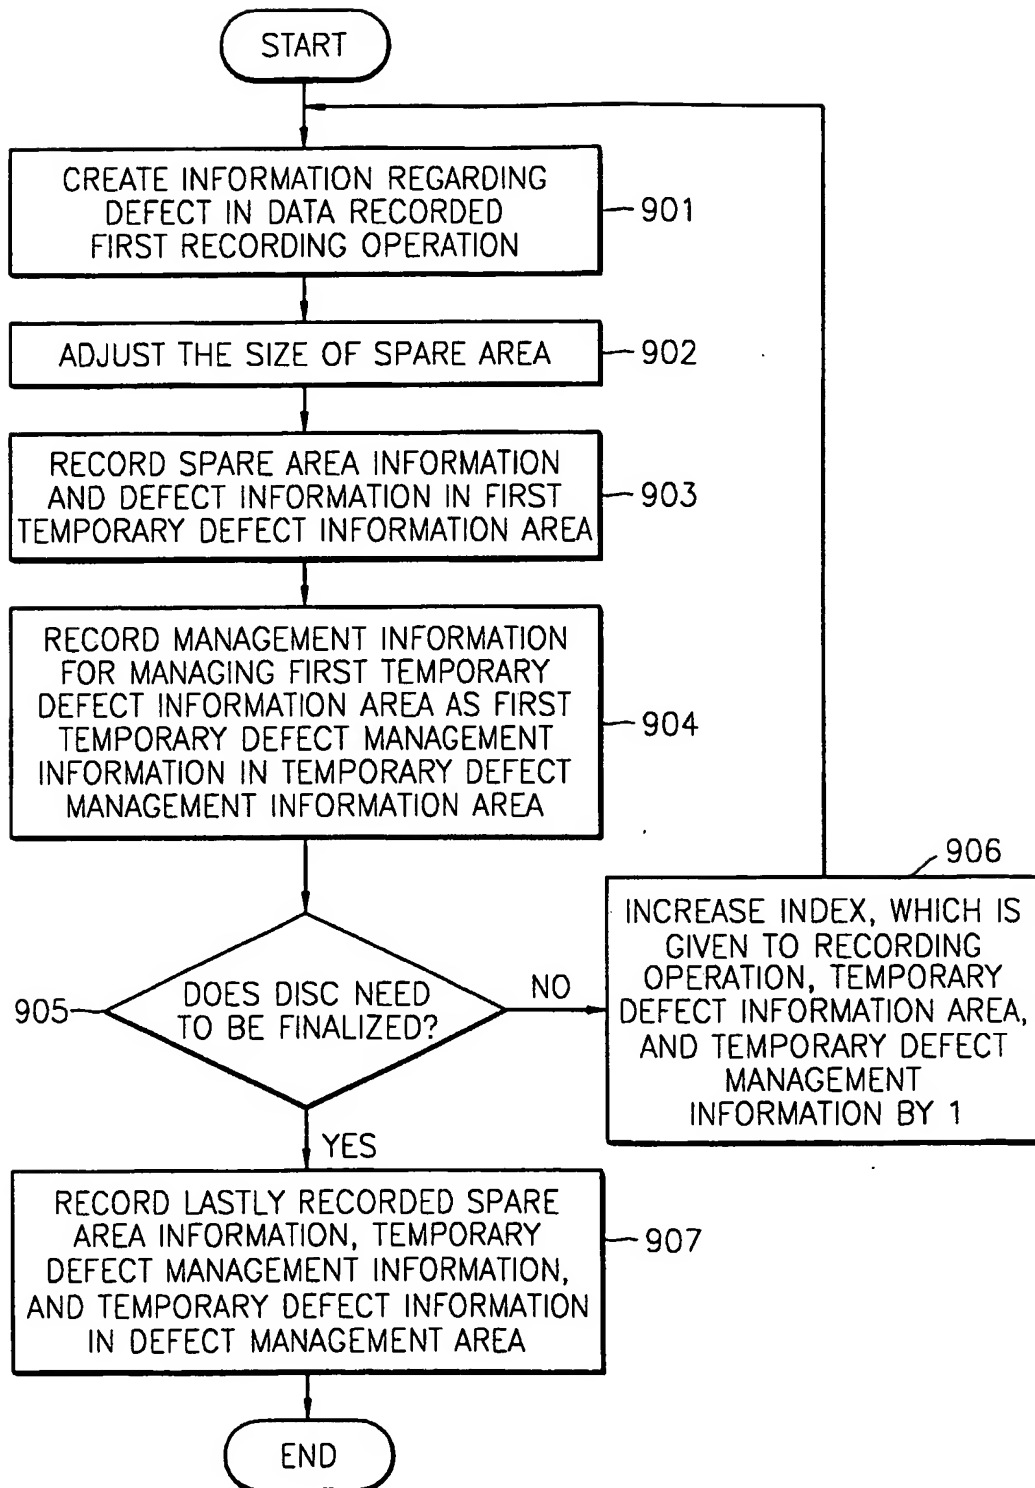 START
CREATE INFORMATION REGARDING
DEFECT IN DATA RECORDED
FIRST RECORDING OPERATION
901
ADJUST THE SIZE OF SPARE AREA
902
RECORD SPARE AREA INFORMATION
AND DEFECT INFORMATION IN FIRST
TEMPORARY DEFECT INFORMATION AREA
903
RECORD MANAGEMENT INFORMATION
FOR MANAGING FIRST TEMPORARY
DEFECT INFORMATION AREA AS FIRST
TEMPORARY DEFECT MANAGEMENT
INFORMATION IN TEMPORARY DEFECT
MANAGEMENT INFORMATION AREA
904
905
DOES DISC NEED
TO BE FINALIZED?
NO
906
INCREASE INDEX, WHICH IS
GIVEN TO RECORDING
OPERATION, TEMPORARY
DEFECT INFORMATION AREA,
AND TEMPORARY DEFECT
MANAGEMENT
INFORMATION BY 1
YES
RECORD LASTLY RECORDED SPARE
AREA INFORMATION, TEMPORARY
DEFECT MANAGEMENT INFORMATION,
AND TEMPORARY DEFECT INFORMATION
IN DEFECT MANAGEMENT AREA
907
END